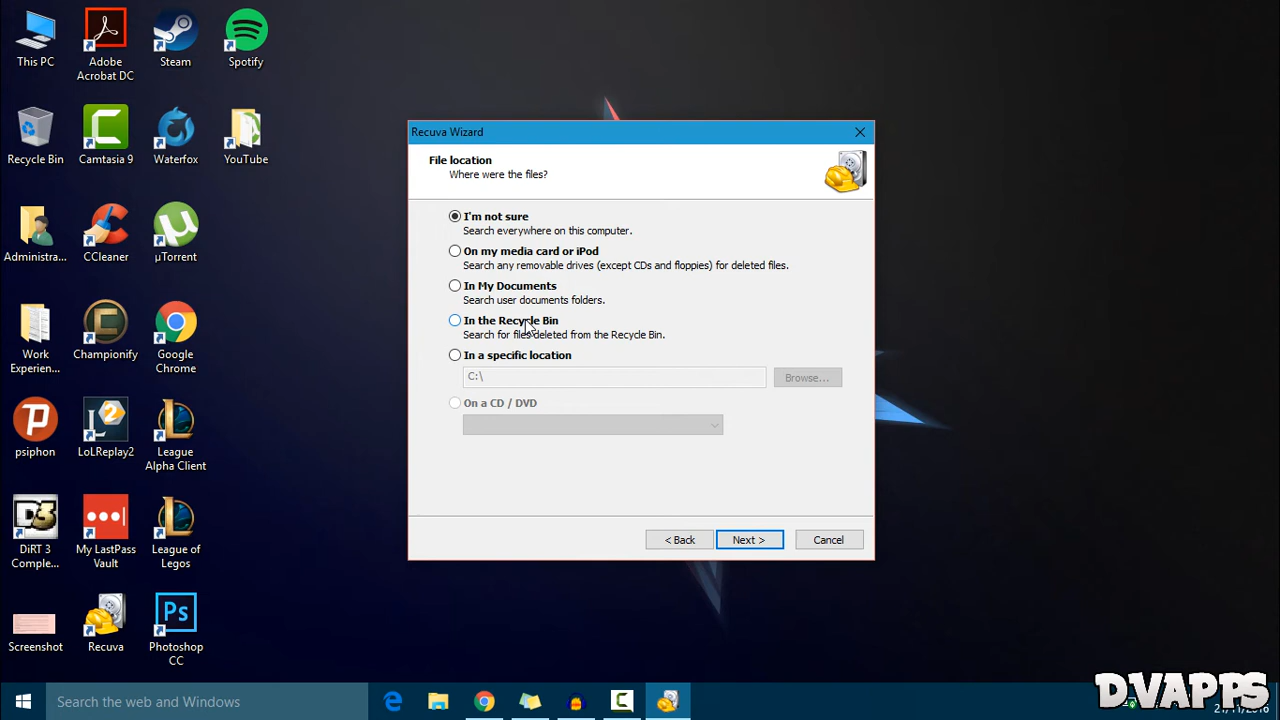 This PC
Adobe
Acrobat DC
Steam
Spotify
Recycle Bin
Camtasia 9
Waterfox
YouTube
Administra...
CCleaner
µTorrent
Work
Experien...
Championify
Google
Chrome
psiphon
LoLReplay2
League
Alpha Client
DiRT 3
Comple...
My LastPass
Vault
League of
Legos
Screenshot
Recuva
Photoshop
CC
Recuva Wizard
File location
Where were the files?
I'm not sure
Search everywhere on this computer.
On my media card or iPod
Search any removable drives (except CDs and floppies) for deleted files.
In My Documents
Search user documents folders.
In the Recycle Bin
Search for files deleted from the Recycle Bin.
In a specific location
C:\
Browse...
On a CD / DVD
< Back
Next >
Cancel
Search the web and Windows
DVAPPS
21/11/2016